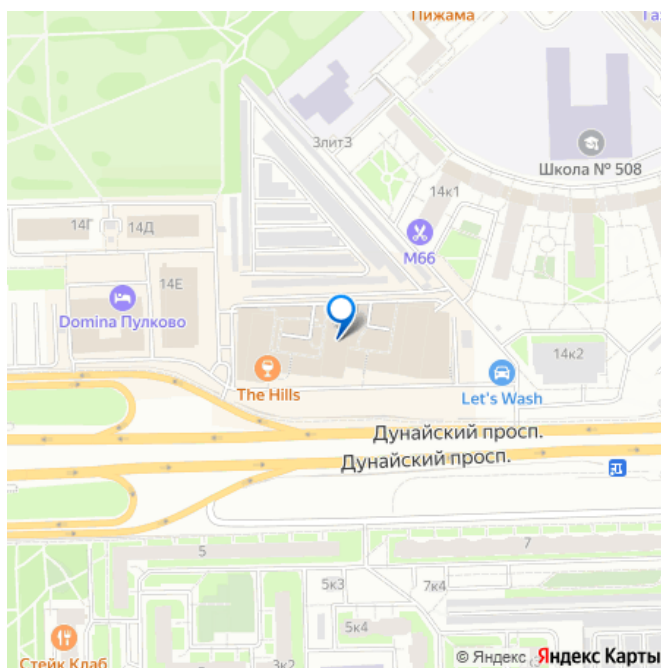 Пижама
Газ
3литЗ
Школа № 508
14к1
14Г
14Д
М66
14Е
Domina Пулково
14к2
The Hills
Let's Wash
Дунайский просп.
Дунайский просп.
5
7
5к3
7к4
5к4
Стейк Клаб
3к2
© Яндекс Яндекс Карты